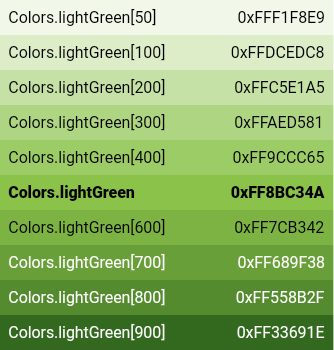 Colors.lightGreen[50] 0xFFF1F8E9
Colors.lightGreen[100] 0xFFDCEDC8
Colors.lightGreen[200] 0xFFC5E1A5
Colors.lightGreen[300] 0xFFAED581
Colors.lightGreen[400] 0xFF9CCC65
Colors.lightGreen 0xFF8BC34A
Colors.lightGreen[600] 0xFF7CB342
Colors.lightGreen[700] 0xFF689F38
Colors.lightGreen[800] 0xFF558B2F
Colors.lightGreen[900] 0xFF33691E